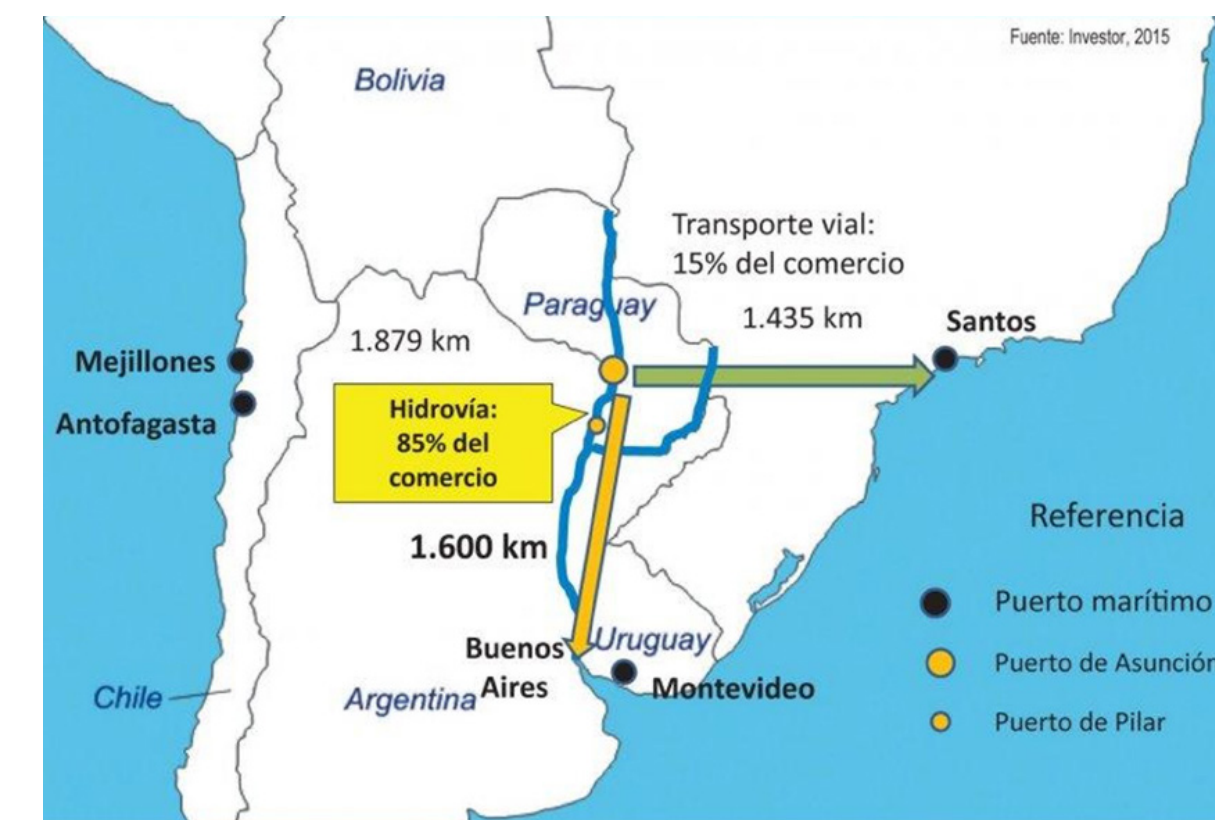 Fuente: Investor, 2015
Bolivia
Transporte vial:
15% del comercio
Paraguay
1.435 km
Santos
1.879 km
Mejillones
Antofagasta
Hidrovía:
85% del
comercio
1.600 km
Referencia
Puerto marítimo
Puerto de Asunción
Puerto de Pilar
Buenos
Aires
Uruguay
Montevideo
Chile
Argentina